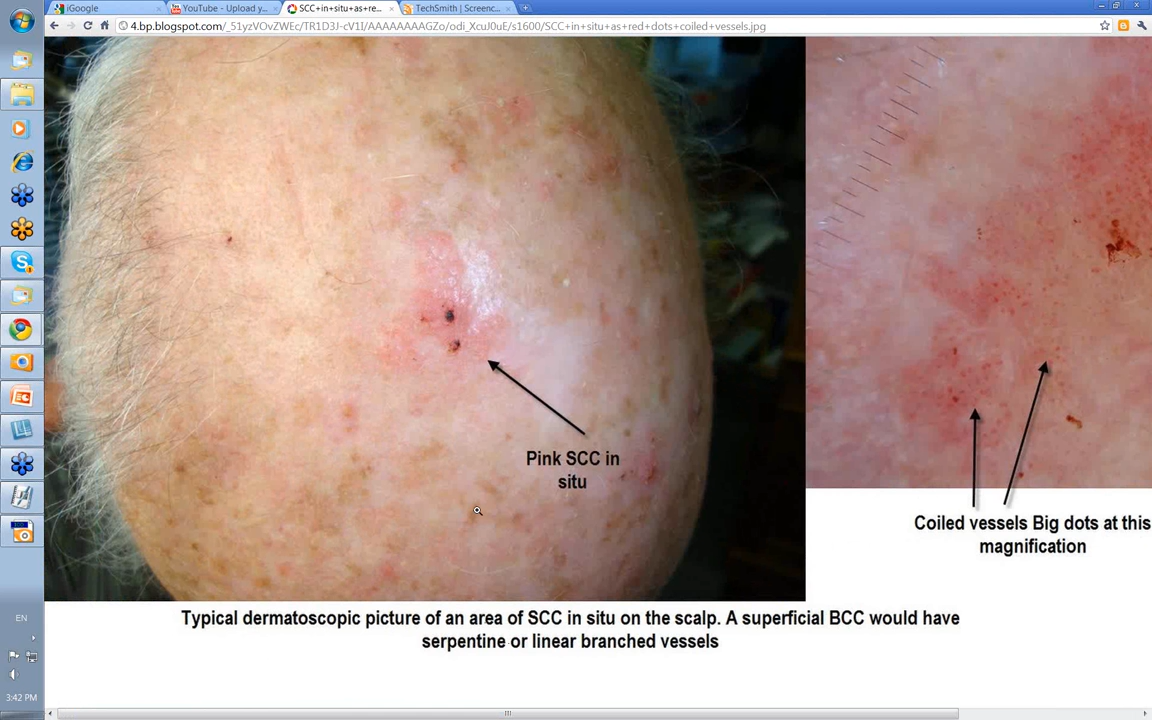 iGoogle
YouTube - Upload y...
SCC+in+situ+as+re...
TechSmith | Screenc...
4.bp.blogspot.com/_51yzVOvZWEc/TR1D3J-cV1I/AAAAAAAAGZo/odi_XcuJ0uE/s1600/SCC+in+situ+as+red+dots+coiled+vessels.jpg
Pink SCC in
situ
Coiled vessels Big dots at this
magnification
Typical dermatoscopic picture of an area of SCC in situ on the scalp. A superficial BCC would have
serpentine or linear branched vessels
EN
3:42 PM